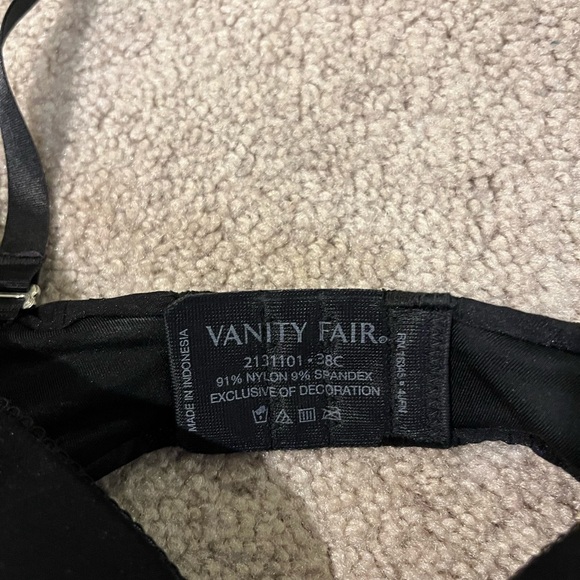 VANITY FAIR®
2131101 • 38C
91% NYLON 9% SPANDEX
EXCLUSIVE OF DECORATION
MADE IN INDONESIA